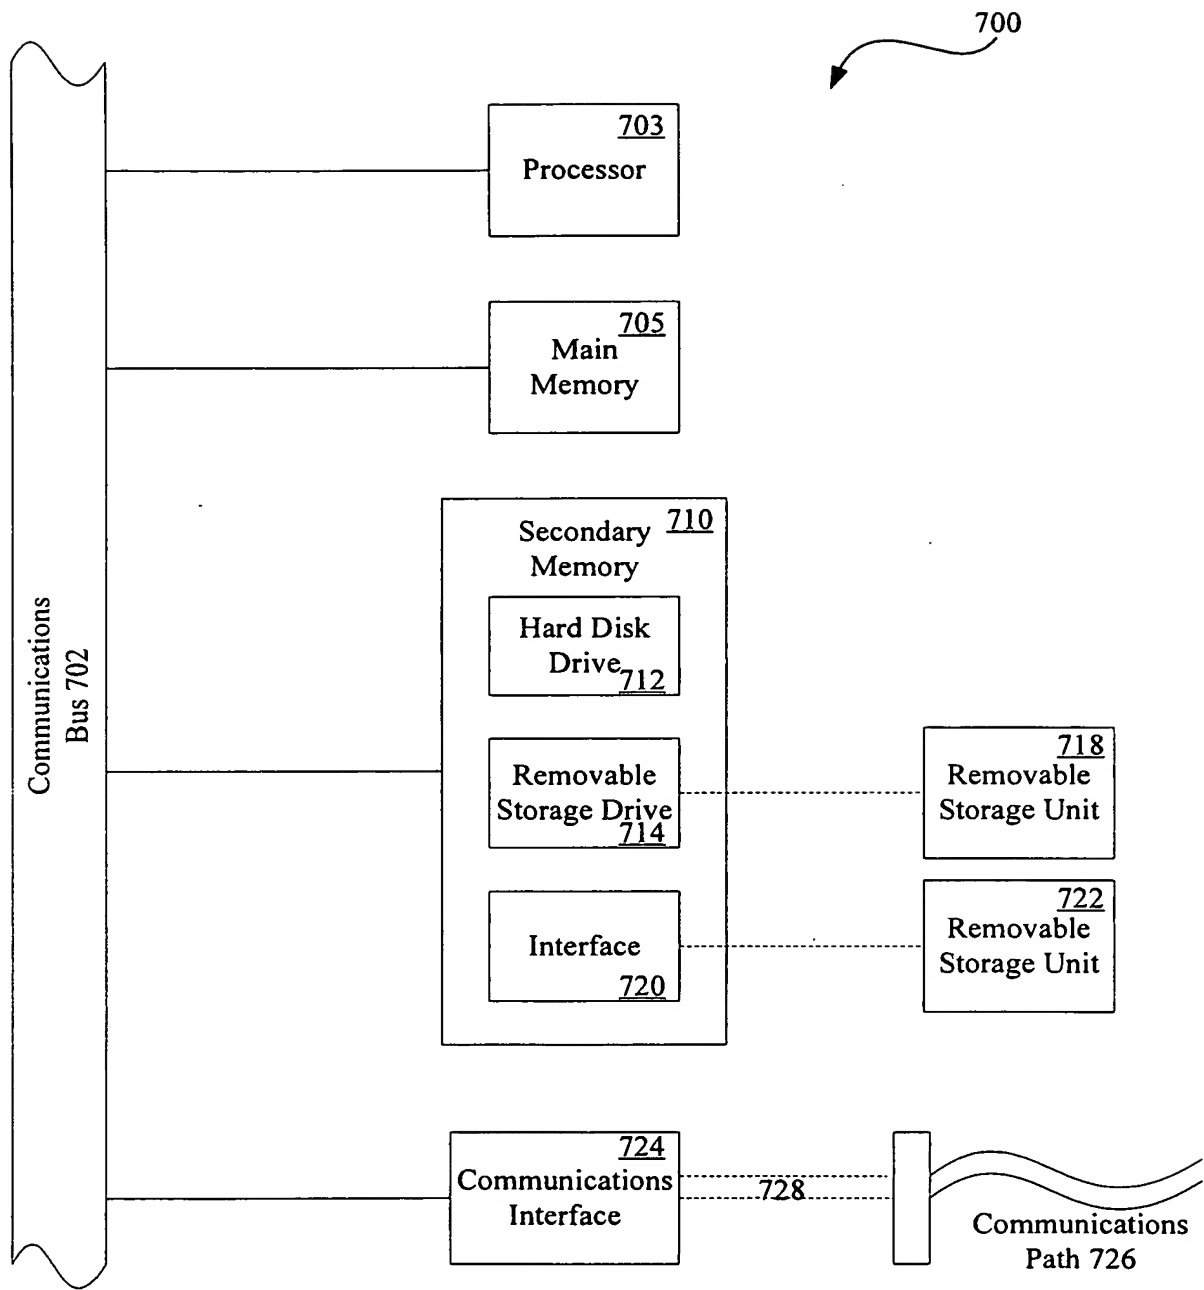 700
703
Processor
705
Main
Memory
710
Secondary
Memory
Hard Disk
Drive
712
Communications
Bus 702
Removable
Storage Drive
714
718
Removable
Storage Unit
Interface
720
722
Removable
Storage Unit
724
Communications
Interface
728
Communications
Path 726